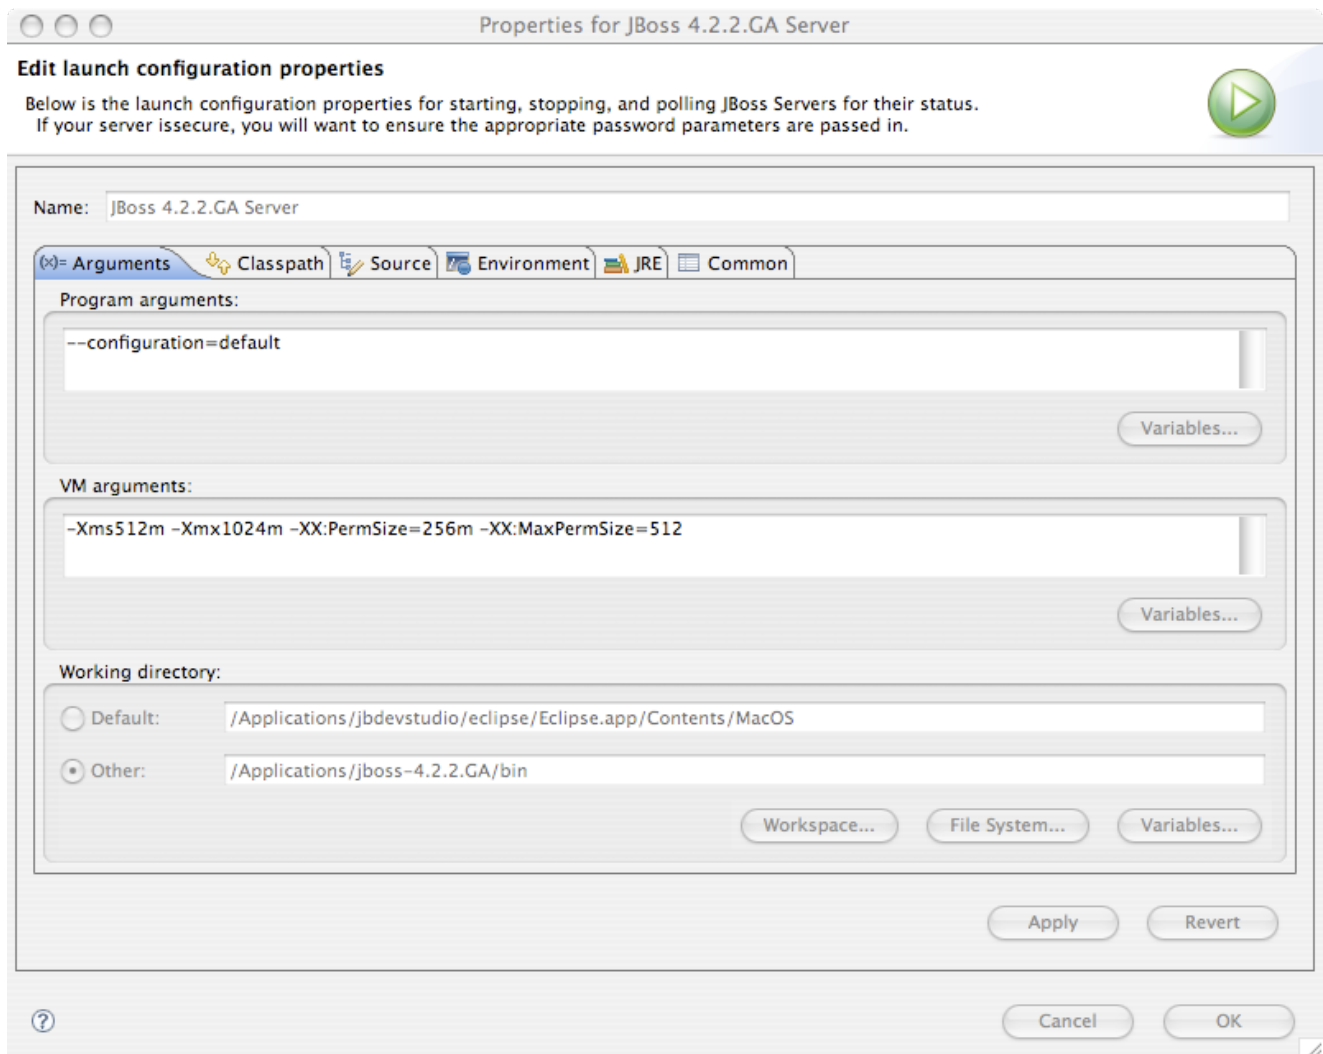 Properties for JBoss 4.2.2.GA Server
Edit launch configuration properties
Below is the launch configuration properties for starting, stopping, and polling JBoss Servers for their status.
If your server issecure, you will want to ensure the appropriate password parameters are passed in.
Name: JBoss 4.2.2.GA Server
(x)= Arguments Classpath Source Environment JRE Common
Program arguments:
--configuration=default
Variables...
VM arguments:
-Xms512m -Xmx1024m -XX:PermSize=256m -XX:MaxPermSize=512
Variables...
Working directory:
Default: /Applications/jbdevstudio/eclipse/Eclipse.app/Contents/MacOS
Other: /Applications/jboss-4.2.2.GA/bin
Workspace... File System... Variables...
Apply Revert
? Cancel OK